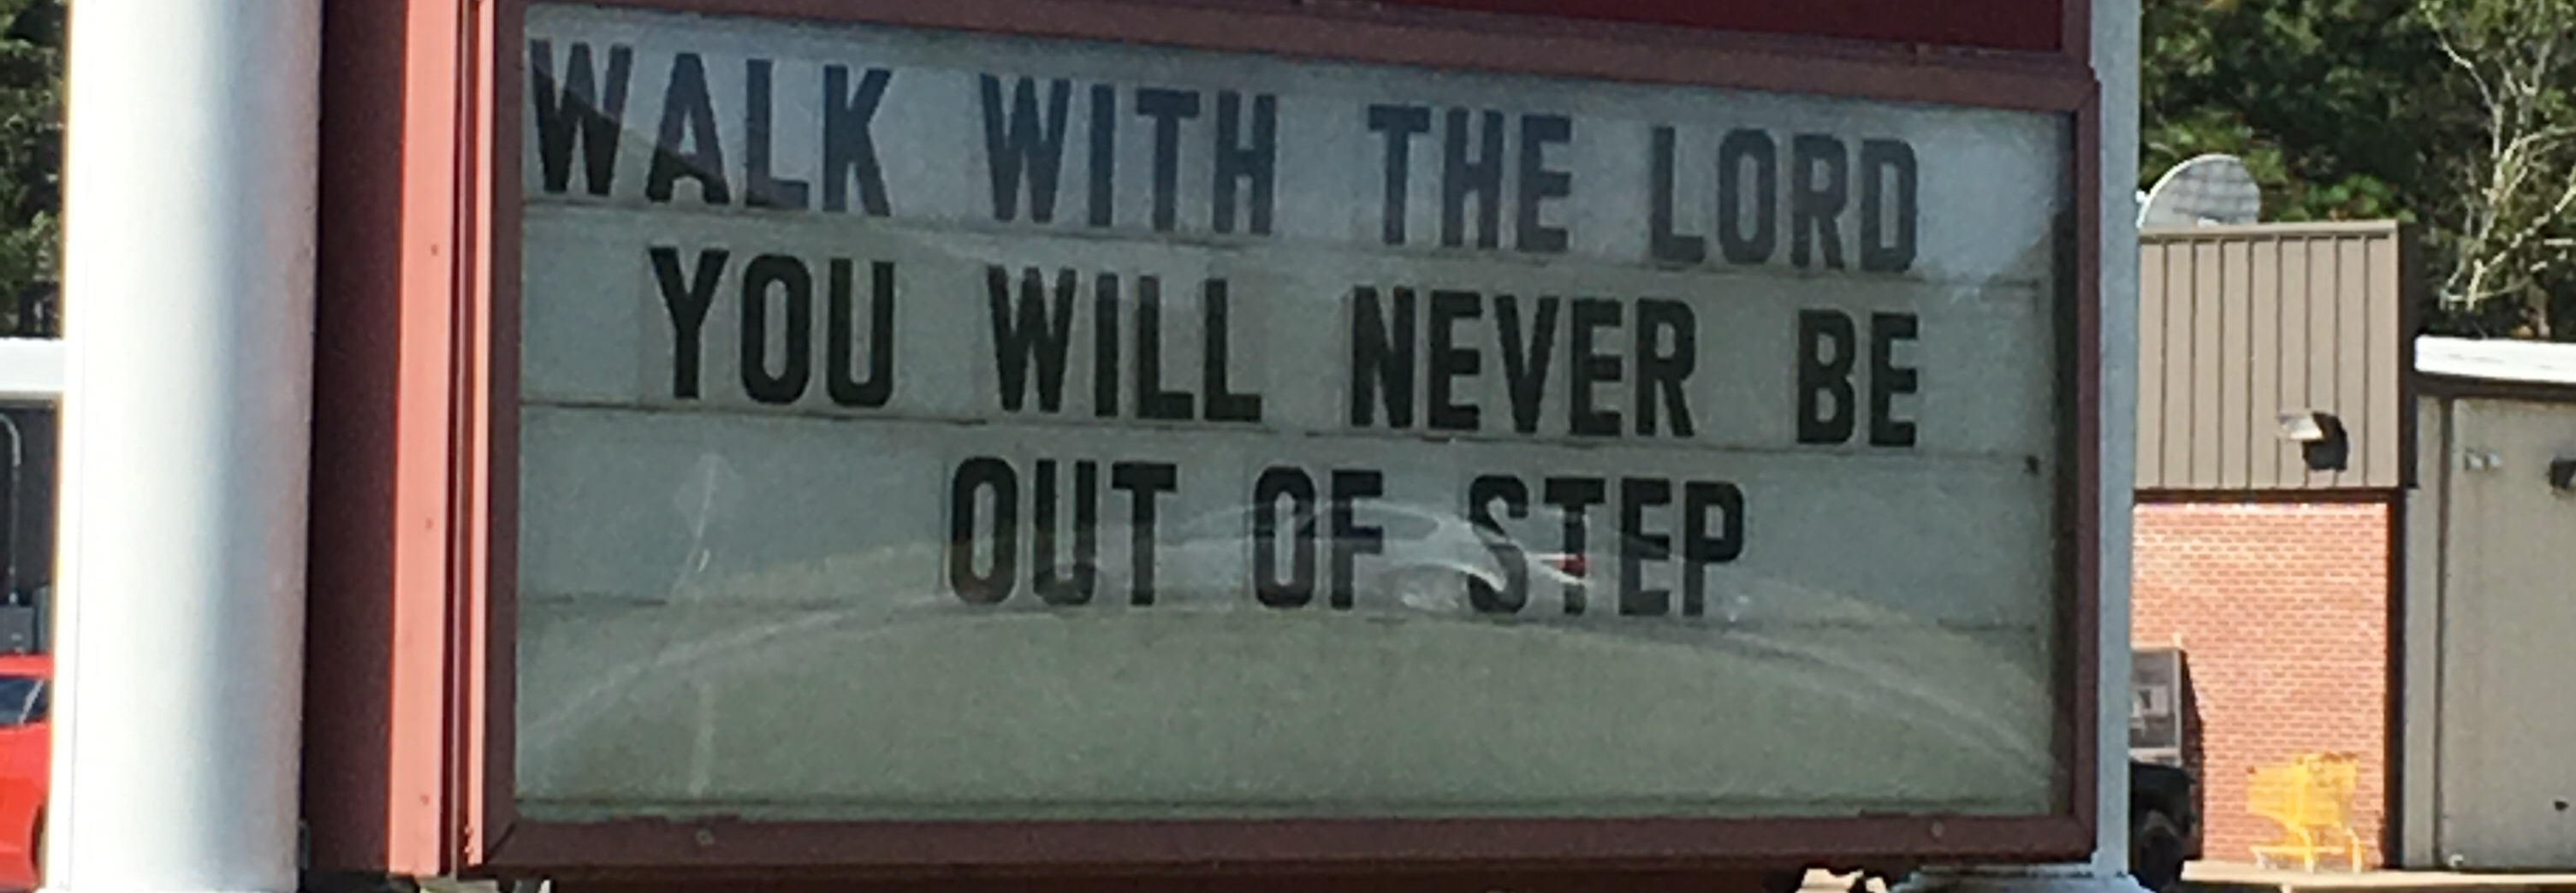 WALK WITH THE LORD
YOU WILL NEVER BE
OUT OF STEP